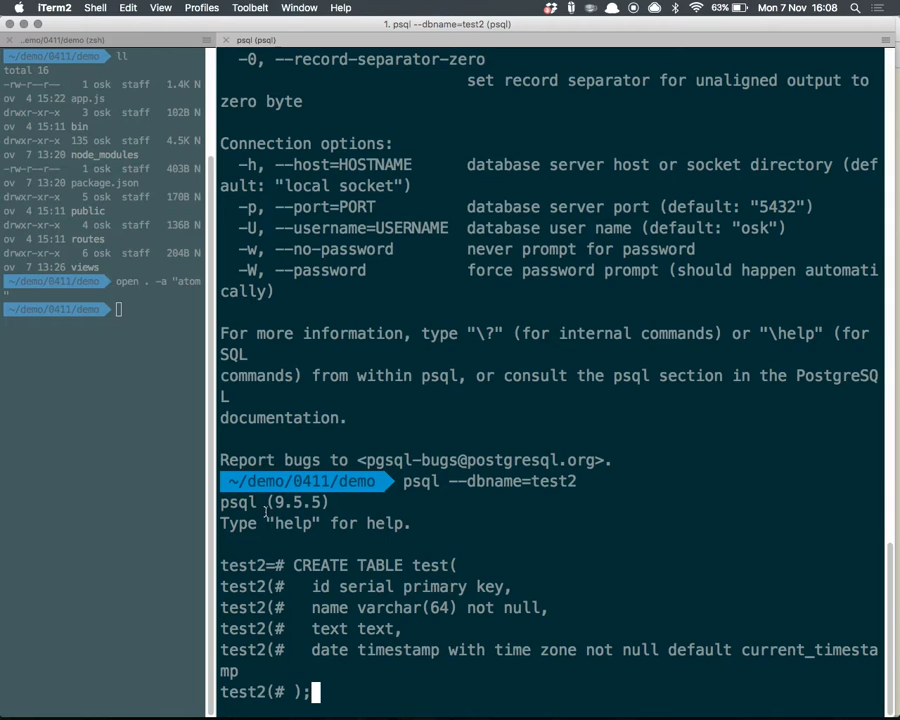 iTerm2 Shell Edit View Profiles Toolbelt Window Help 63% Mon 7 Nov 16:08
1. psql --dbname=test2 (psql)
..emo/0411/demo (zsh)
psql (psql)
~/demo/0411/demo ll
total 16
-rw-r--r-- 1 osk staff 1.4K N
ov 4 15:22 app.js
drwxr-xr-x 3 osk staff 102B N
ov 4 15:11 bin
drwxr-xr-x 135 osk staff 4.5K N
ov 7 13:20 node_modules
-rw-r--r-- 1 osk staff 403B N
ov 7 13:20 package.json
drwxr-xr-x 5 osk staff 170B N
ov 4 15:11 public
drwxr-xr-x 4 osk staff 136B N
ov 4 15:11 routes
drwxr-xr-x 6 osk staff 204B N
ov 7 13:26 views
~/demo/0411/demo open . -a "atom
"
~/demo/0411/demo
-0, --record-separator-zero
set record separator for unaligned output to
zero byte
Connection options:
-h, --host=HOSTNAME database server host or socket directory (def
ault: "local socket")
-p, --port=PORT database server port (default: "5432")
-U, --username=USERNAME database user name (default: "osk")
-w, --no-password never prompt for password
-W, --password force password prompt (should happen automati
cally)
For more information, type "\?" (for internal commands) or "\help" (for
SQL
commands) from within psql, or consult the psql section in the PostgreSQ
L
documentation.
Report bugs to <pgsql-bugs@postgresql.org>.
~/demo/0411/demo psql --dbname=test2
psql (9.5.5)
Type "help" for help.
test2=# CREATE TABLE test(
test2(# id serial primary key,
test2(# name varchar(64) not null,
test2(# text text,
test2(# date timestamp with time zone not null default current_timesta
mp
test2(# );